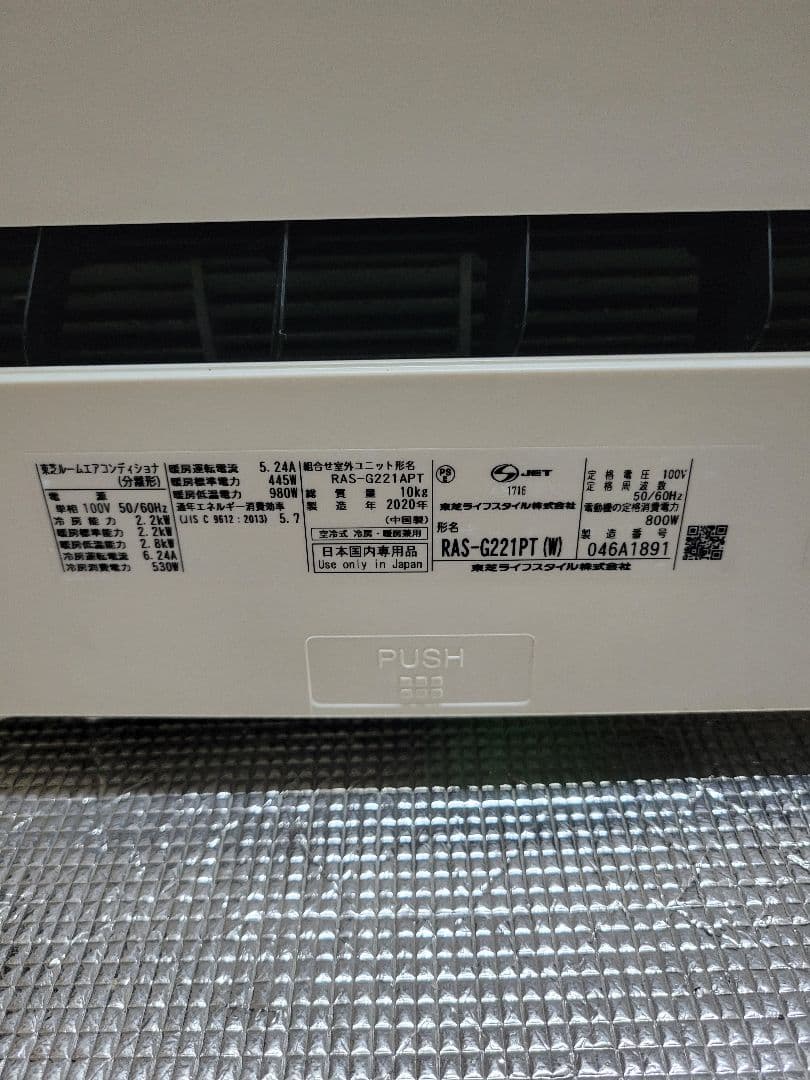 東芝ルームエアコンディショナ
(分離形)
電 源
単相 100V 50/60Hz
冷房能力 2.2kW
暖房標準能力 2.2kW
暖房低温能力 2.8kW
冷房運転電流 6.24A
冷房消費電力 530W
暖房運転電流 5.24A
暖房標準電力 445W
暖房低温電力 980W
通年エネルギー消費効率
(JIS C 9612:2013) 5.7
組合せ室外ユニット形名
RAS-G221APT
総質量 10kg
製造年 2020年
(中国製)
空冷式 冷房・暖房兼用
日本国内専用品
Use only in Japan
PS
E
JET
1716
東芝ライフスタイル株式会社
形名
RAS-G221PT(W)
定格電圧 100V
定格周波数
50/60Hz
電動機の定格消費電力
800W
製造番号
046A1891
東芝ライフスタイル株式会社
PUSH